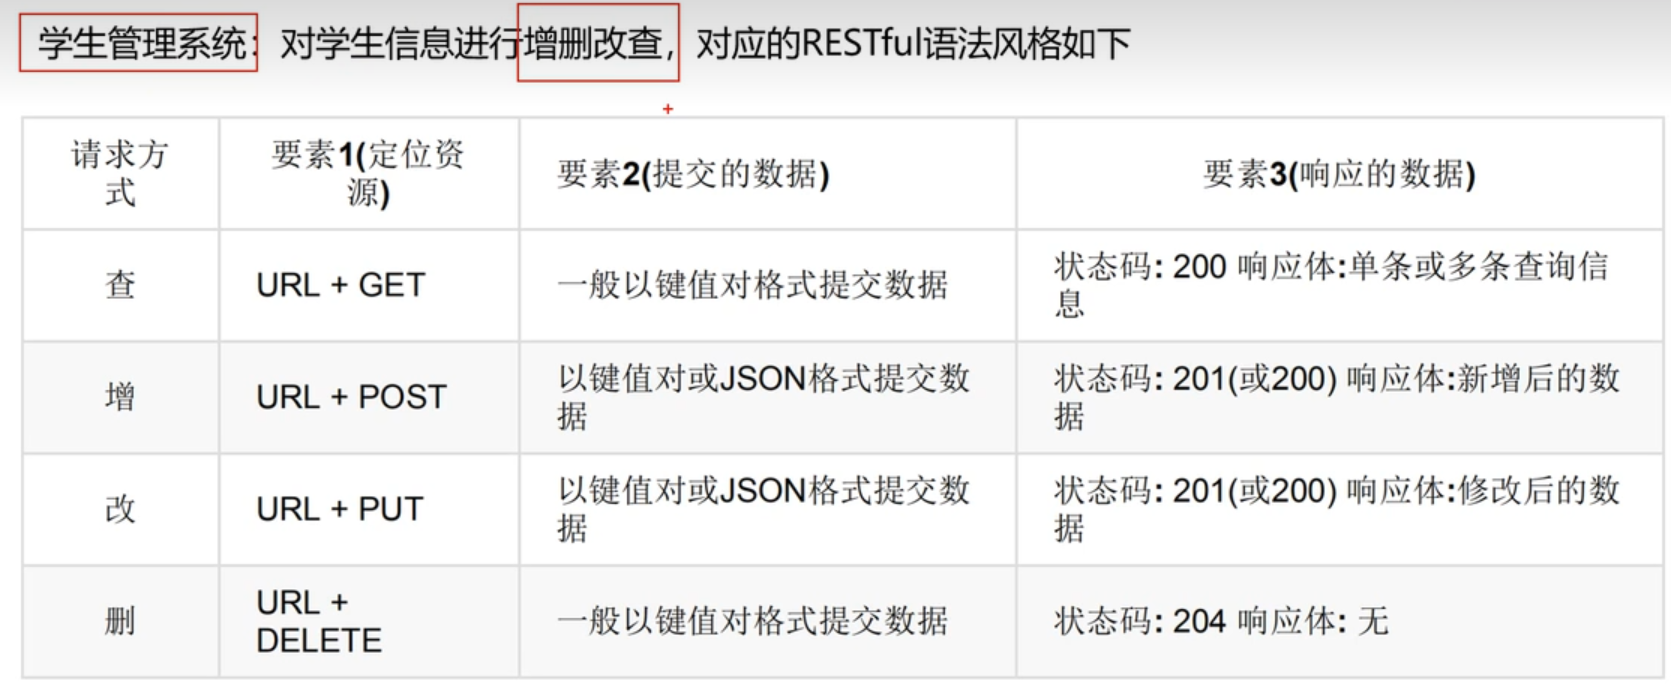 学生管理系统：对学生信息进行增删改查，对应的RESTful语法风格如下
请求方
式
要素1(定位资
源)
要素2(提交的数据)
要素3(响应的数据)
查
URL + GET
一般以键值对格式提交数据
状态码: 200 响应体:单条或多条查询信
息
增
URL + POST
以键值对或JSON格式提交数
据
状态码: 201(或200) 响应体:新增后的数
据
改
URL + PUT
以键值对或JSON格式提交数
据
状态码: 201(或200) 响应体:修改后的数
据
删
URL +
DELETE
一般以键值对格式提交数据
状态码: 204 响应体: 无